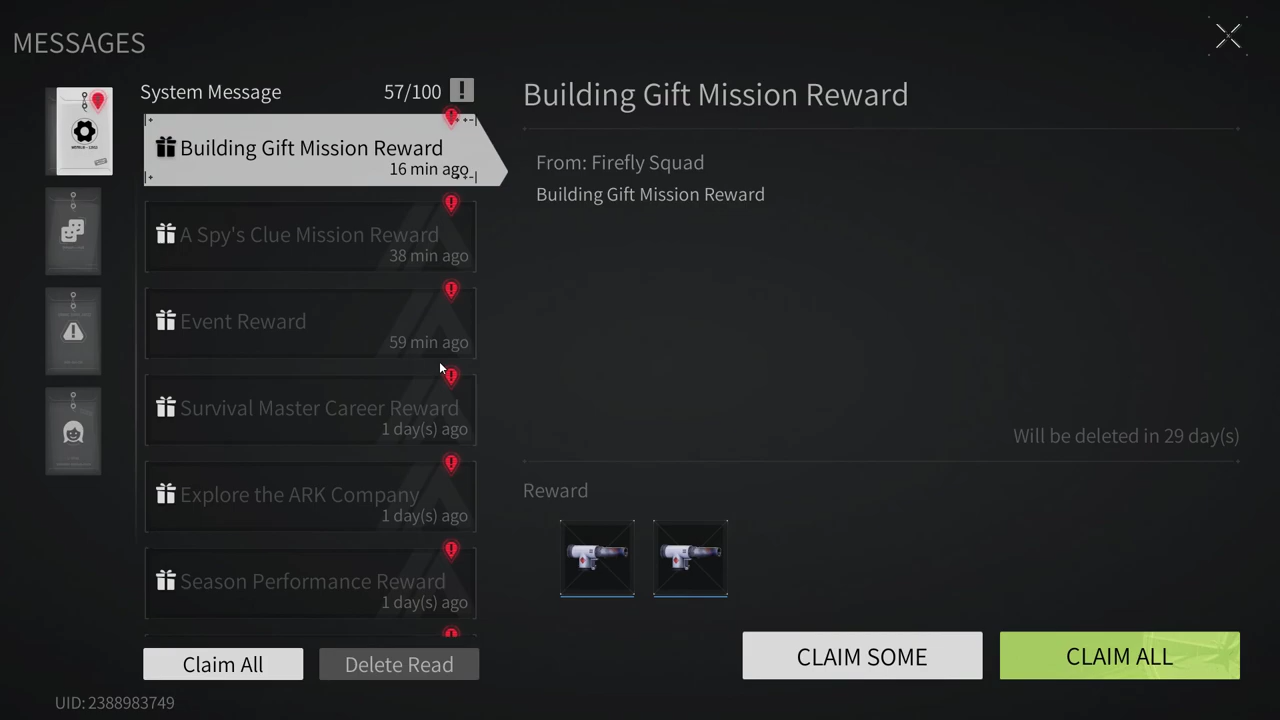 MESSAGES
System Message 57/100
Building Gift Mission Reward
16 min ago
A Spy's Clue Mission Reward
38 min ago
Event Reward
59 min ago
Survival Master Career Reward
1 day(s) ago
Explore the ARK Company
1 day(s) ago
Season Performance Reward
1 day(s) ago
Claim All
Delete Read
Building Gift Mission Reward
From: Firefly Squad
Building Gift Mission Reward
Will be deleted in 29 day(s)
Reward
CLAIM SOME
CLAIM ALL
UID: 2388983749